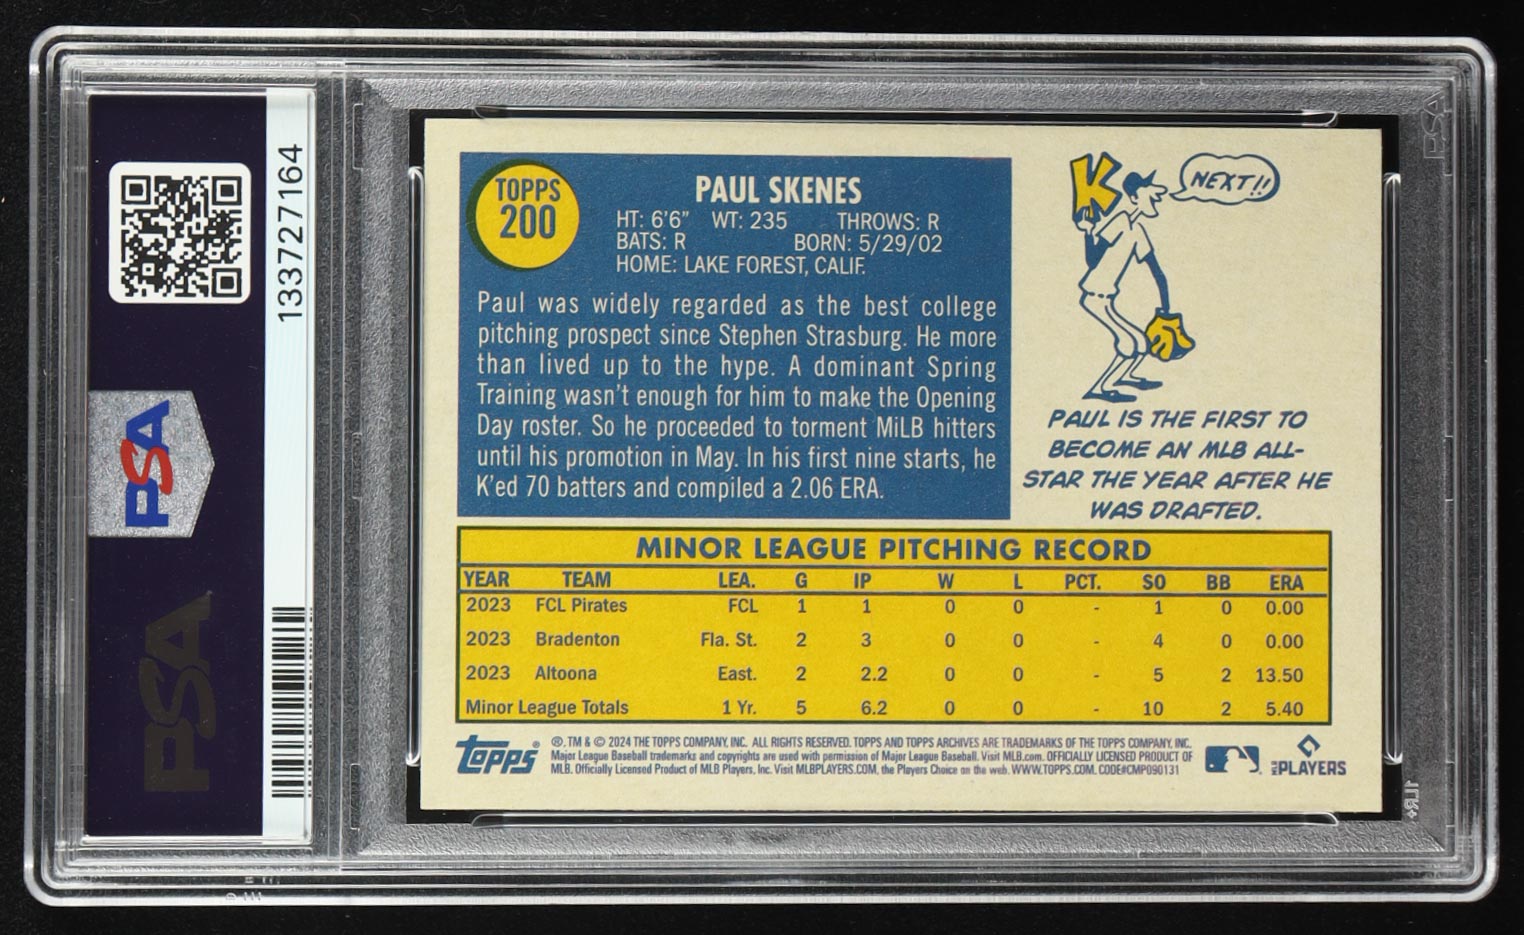 133727164
PSA
PSA
TOPPS
200
PAUL SKENES
HT: 6'6" WT: 235 THROWS: R
BATS: R BORN: 5/29/02
HOME: LAKE FOREST, CALIF.
Paul was widely regarded as the best college
pitching prospect since Stephen Strasburg. He more
than lived up to the hype. A dominant Spring
Training wasn't enough for him to make the Opening
Day roster. So he proceeded to torment MiLB hitters
until his promotion in May. In his first nine starts, he
K'ed 70 batters and compiled a 2.06 ERA.
K
NEXT!!
PAUL IS THE FIRST TO
BECOME AN MLB ALL-
STAR THE YEAR AFTER HE
WAS DRAFTED.
MINOR LEAGUE PITCHING RECORD
YEAR TEAM LEA. G IP W L PCT. SO BB ERA
2023 FCL Pirates FCL 1 1 0 0 - 1 0 0.00
2023 Bradenton Fla. St. 2 3 0 0 - 4 0 0.00
2023 Altoona East. 2 2.2 0 0 - 5 2 13.50
Minor League Totals 1 Yr. 5 6.2 0 0 - 10 2 5.40
TOPPS®
®, TM & © 2024 THE TOPPS COMPANY, INC. ALL RIGHTS RESERVED. TOPPS AND TOPPS ARCHIVES ARE TRADEMARKS OF THE TOPPS COMPANY, INC.
Major League Baseball trademarks and copyrights are used with permission of Major League Baseball. Visit MLB.com. OFFICIALLY LICENSED PRODUCT OF
MLB. Officially Licensed Product of MLB Players, Inc. Visit MLBPLAYERS.COM, the Players Choice on the web. WWW.TOPPS.COM. CODE#CMP090131
MLB PLAYERS
PSA